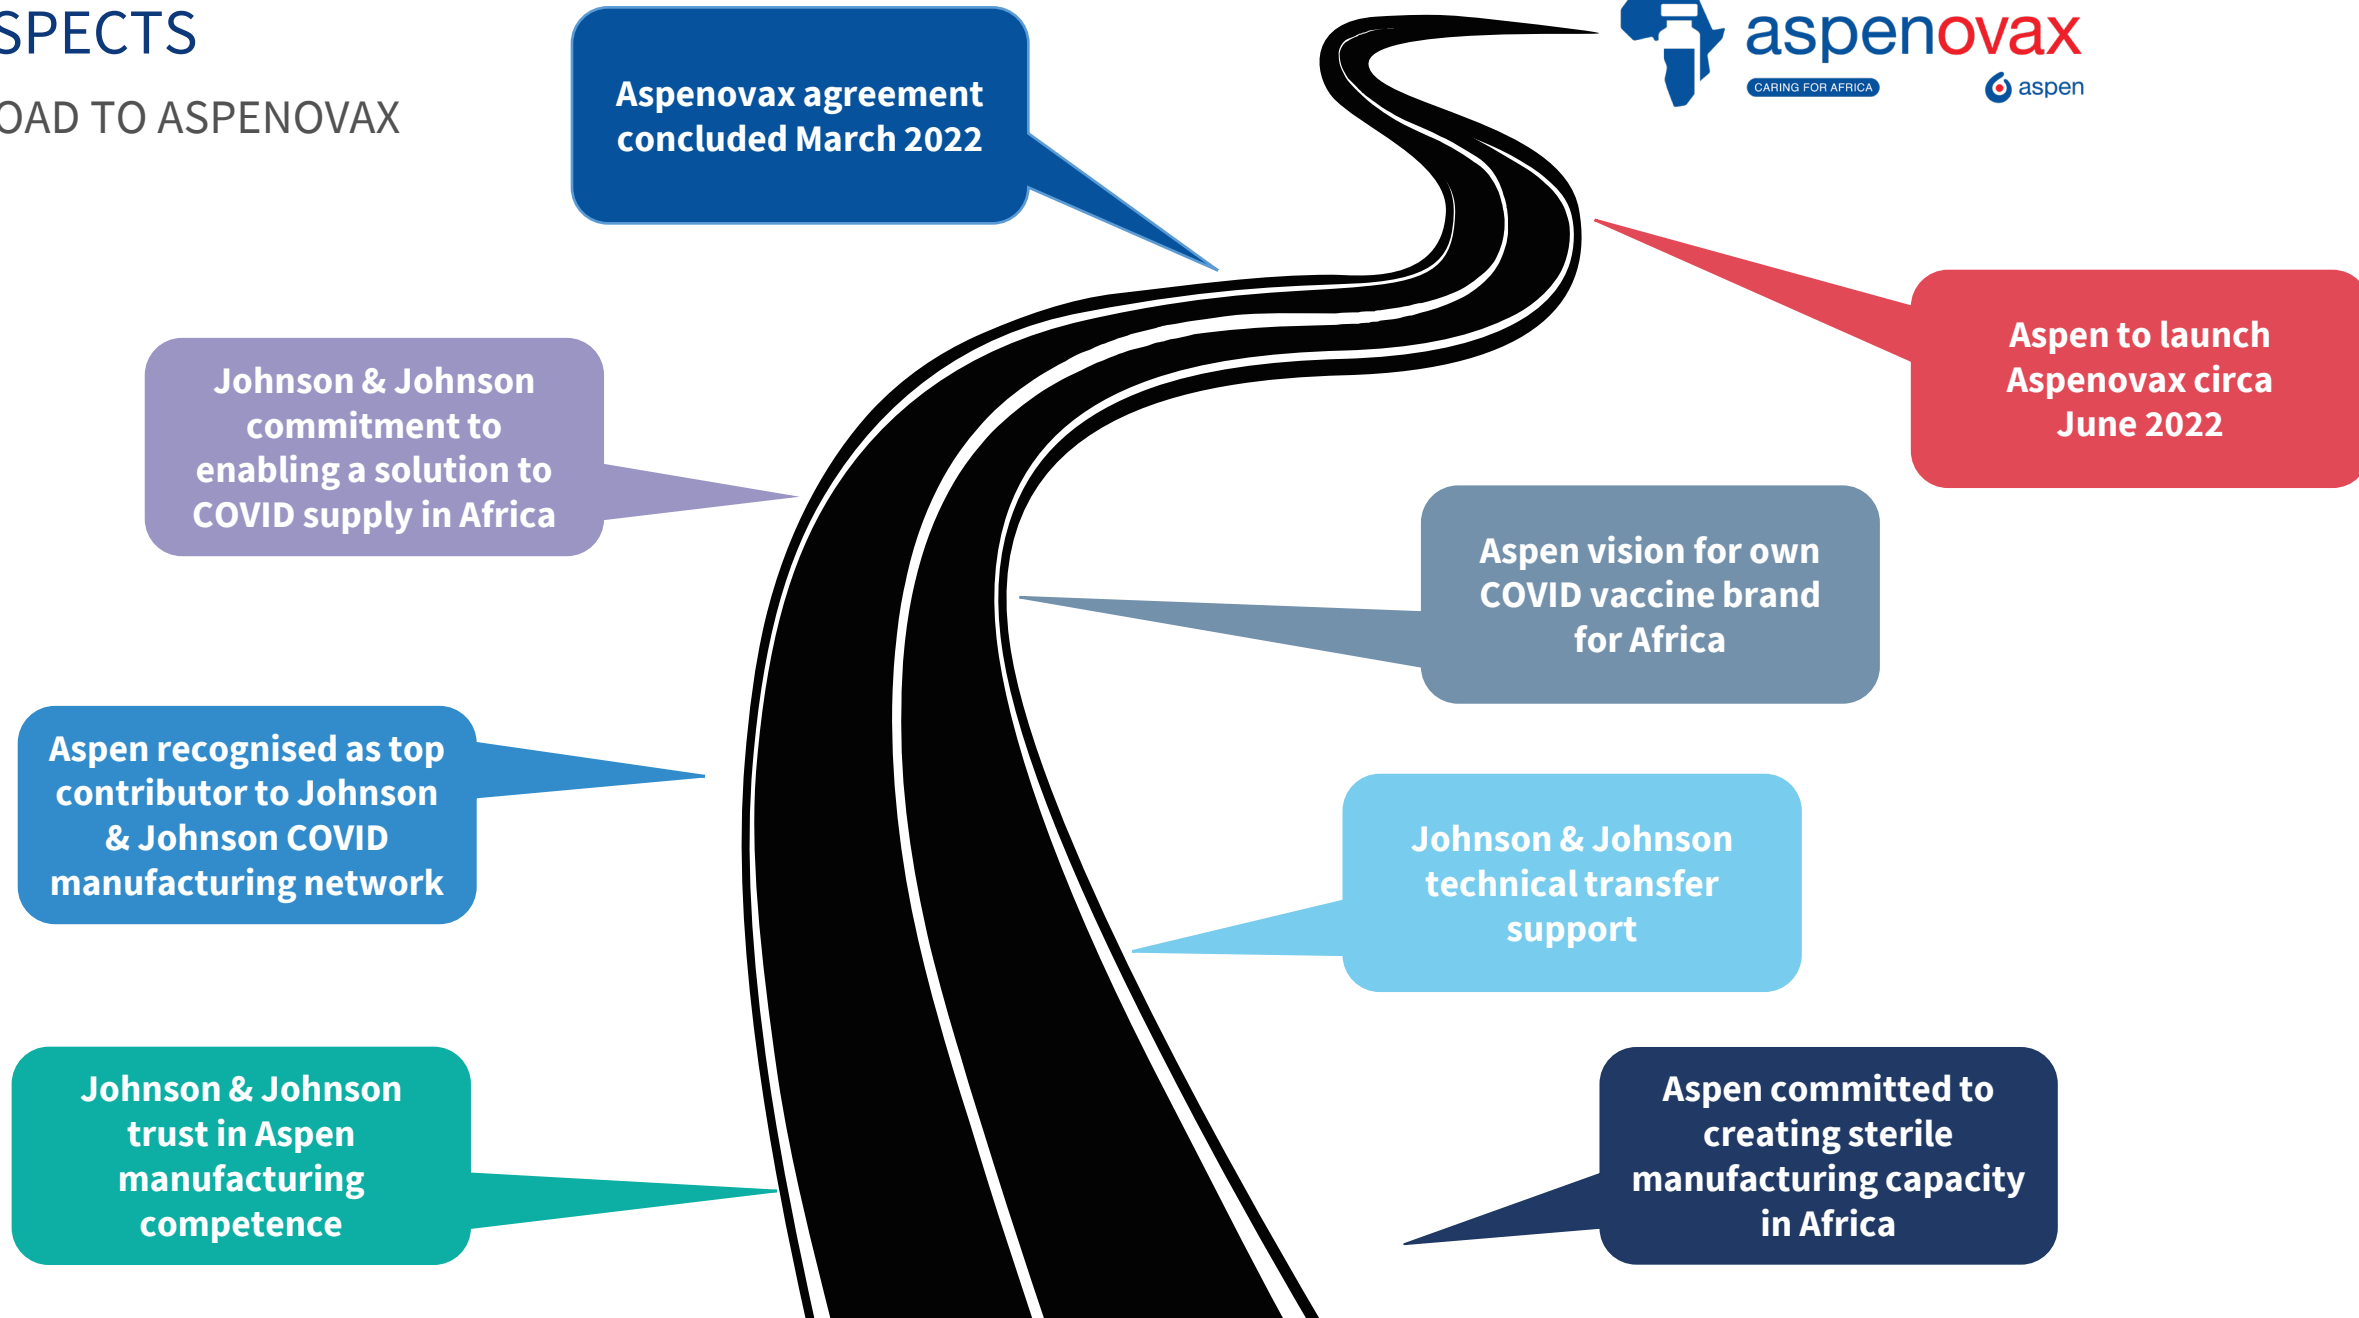 SPECTS
OAD TO ASPENOVAX
Aspenovax agreement
concluded March 2022
aspenovax
CARING FOR AFRICA
aspen
Johnson & Johnson
commitment to
enabling a solution to
COVID supply in Africa
Aspen to launch
Aspenovax circa
June 2022
Aspen vision for own
COVID vaccine brand
for Africa
Aspen recognised as top
contributor to Johnson
& Johnson COVID
manufacturing network
Johnson & Johnson
technical transfer
support
Johnson & Johnson
trust in Aspen
manufacturing
competence
Aspen committed to
creating sterile
manufacturing capacity
in Africa